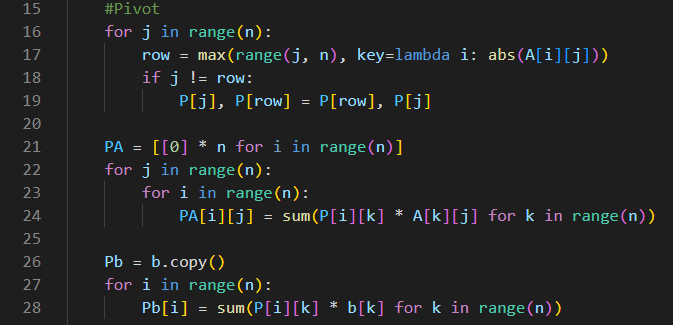 15 #Pivot
16 for j in range(n):
17 row = max(range(j, n), key=lambda i: abs(A[i][j]))
18 if j != row:
19 P[j], P[row] = P[row], P[j]
20
21 PA = [[0] * n for i in range(n)]
22 for j in range(n):
23 for i in range(n):
24 PA[i][j] = sum(P[i][k] * A[k][j] for k in range(n))
25
26 Pb = b.copy()
27 for i in range(n):
28 Pb[i] = sum(P[i][k] * b[k] for k in range(n))